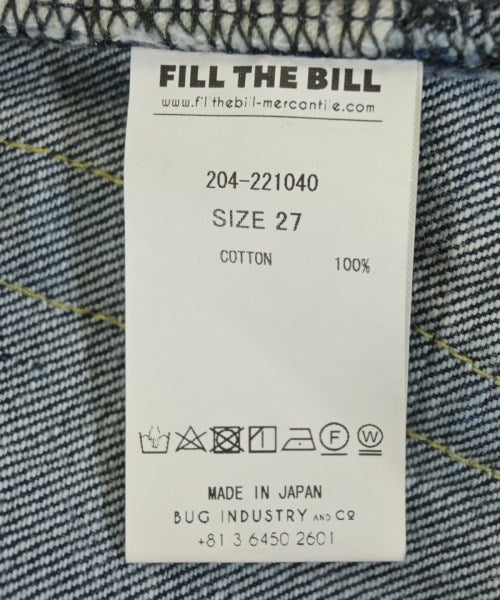 FILL THE BILL
www.fillthebill-mercantile.com
204-221040
SIZE 27
COTTON 100%
F W
MADE IN JAPAN
BUG INDUSTRY AND CO
+81 3 6450 2601